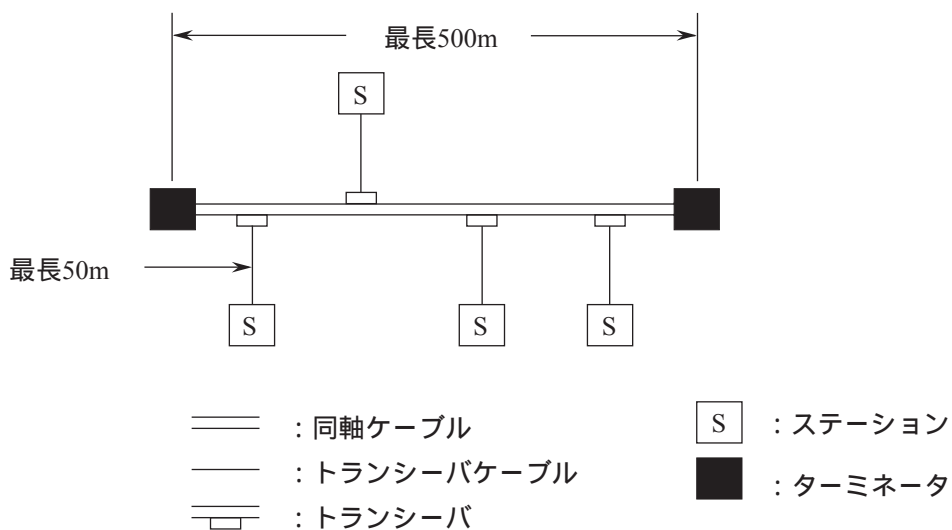 最長500m
S
最長50m
S
S
S
：同軸ケーブル
：トランシーバケーブル
：トランシーバ
S
：ステーション
：ターミネータ